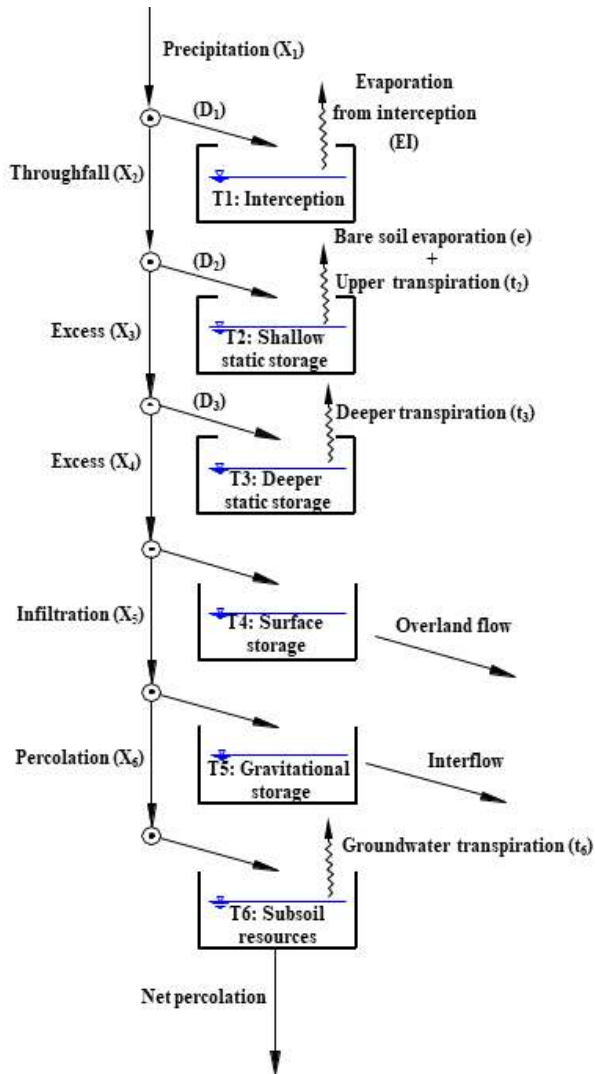 Precipitation (X₁)
Evaporation
from interception
(EI)
(D₁)
Throughfall (X₂)
T1: Interception
Bare soil evaporation (e)
+
Upper transpiration (t₂)
(D₂)
Excess (X₃)
T2: Shallow
static storage
(D₃)
Deeper transpiration (t₃)
Excess (X₄)
T3: Deeper
static storage
Infiltration (X₅)
T4: Surface
storage
Overland flow
Percolation (X₆)
T5: Gravitational
storage
Interflow
Groundwater transpiration (t₆)
T6: Subsoil
resources
Net percolation